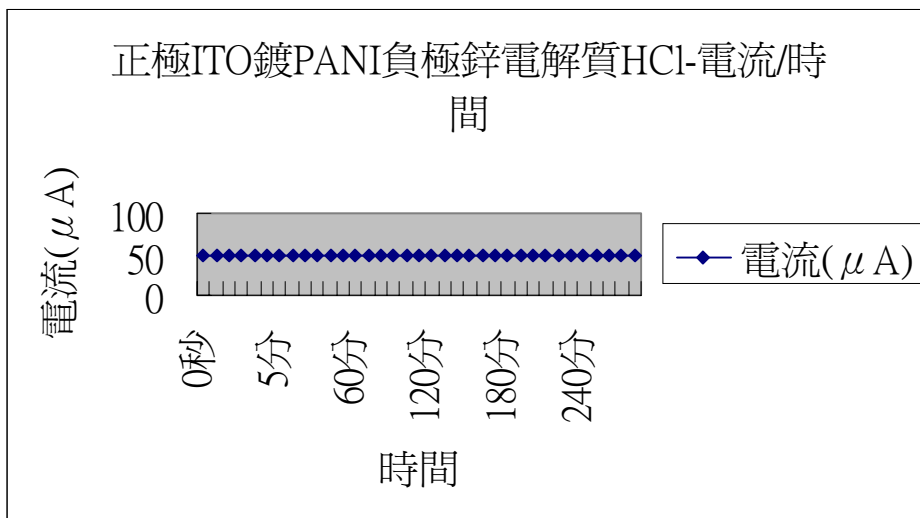 正極ITO鍍PANI負極鋅電解質HCl-電流/時
間
電流(μA)
100
50
0
0秒
5分
60分
120分
180分
240分
時間
電流(μA)